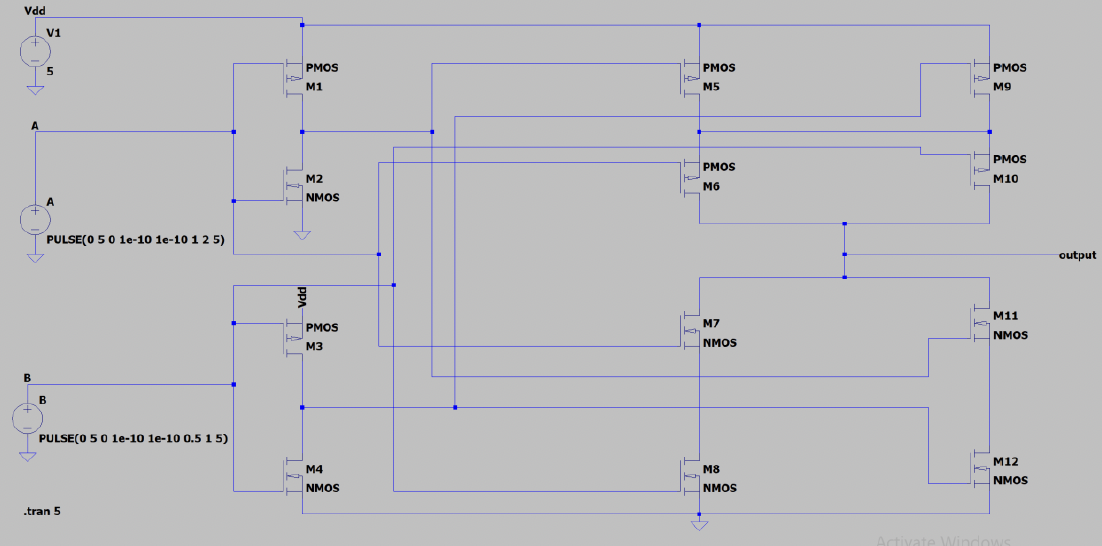 Vdd
V1
5
PMOS
M1
PMOS
M5
PMOS
M9
A
PMOS
M6
PMOS
M10
M2
NMOS
A
PULSE(0 5 0 1e-10 1e-10 1 2 5)
output
Vdd
PMOS
M3
M7
NMOS
M11
NMOS
B
B
PULSE(0 5 0 1e-10 1e-10 0.5 1 5)
M4
NMOS
M8
NMOS
M12
NMOS
.tran 5
Activate Windows